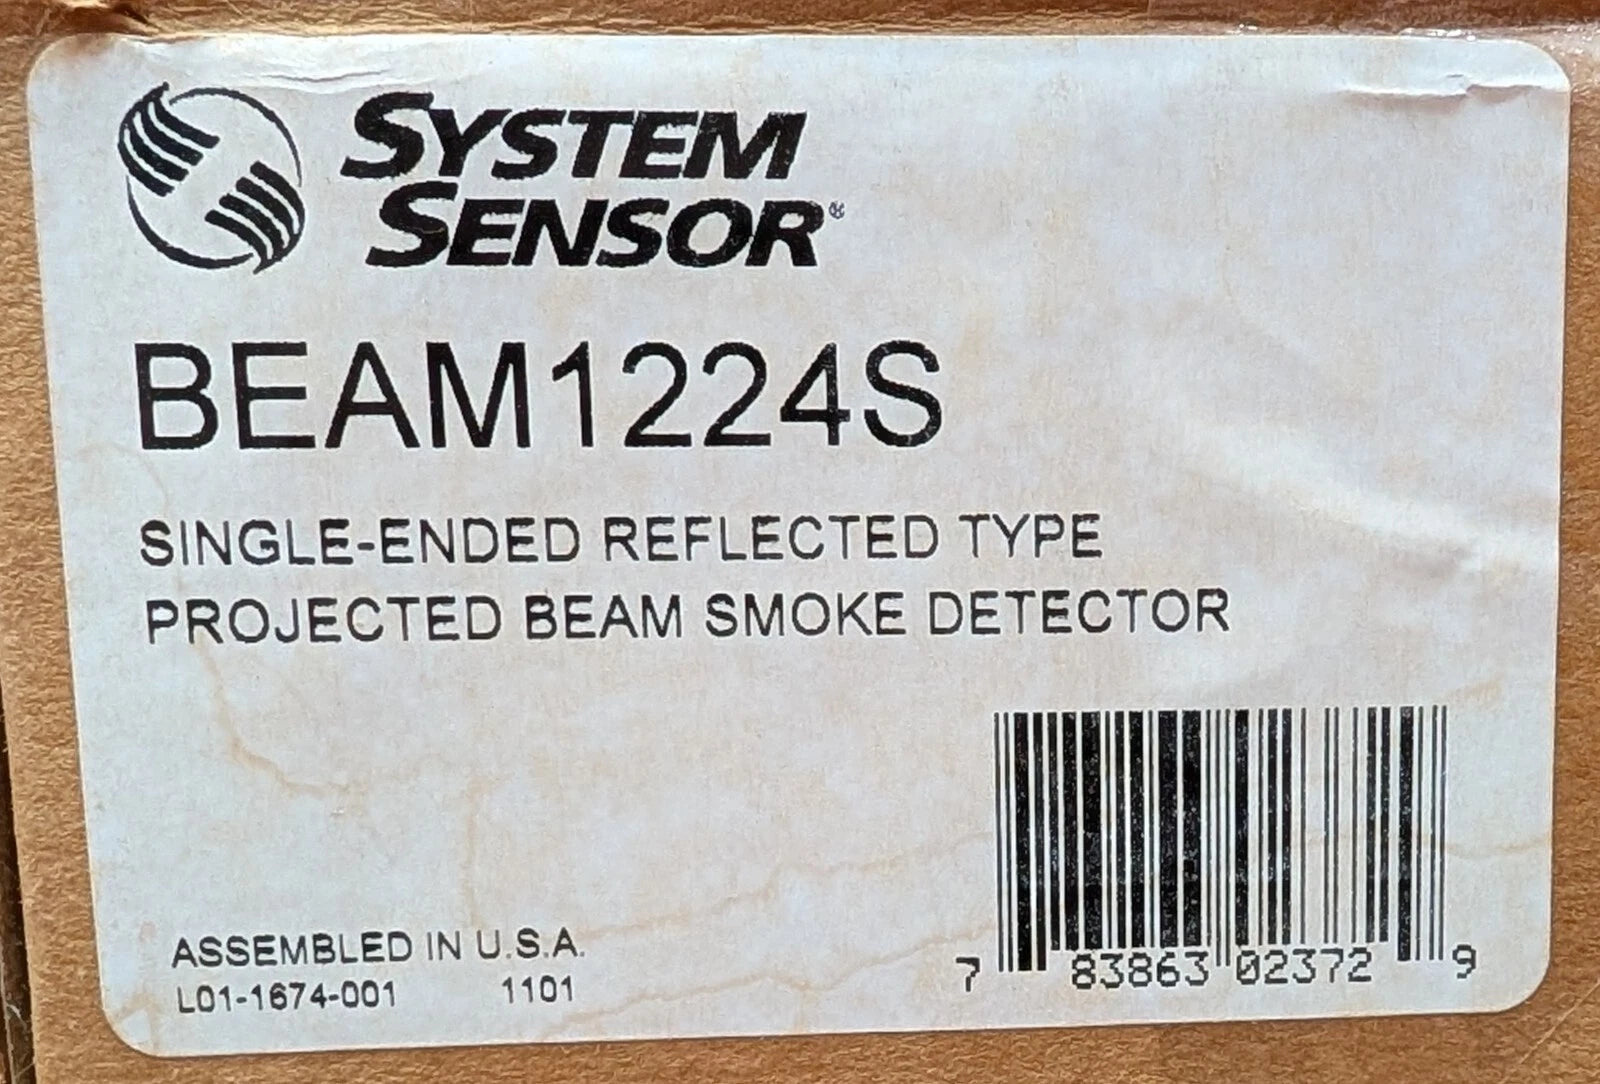 SYSTEM
SENSOR®
BEAM1224S
SINGLE-ENDED REFLECTED TYPE
PROJECTED BEAM SMOKE DETECTOR
ASSEMBLED IN U.S.A.
L01-1674-001 1101
7 83863 02372 9